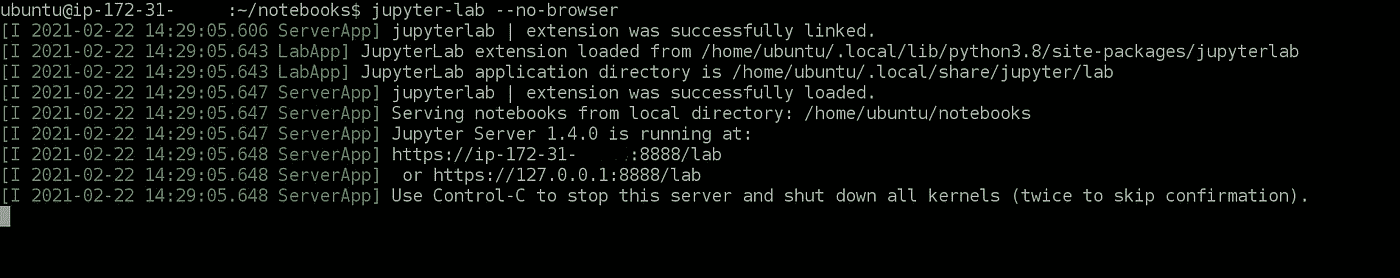 ubuntu@ip-172-31-     :~/notebooks$ jupyter-lab --no-browser
[I 2021-02-22 14:29:05.606 ServerApp] jupyterlab | extension was successfully linked.
[I 2021-02-22 14:29:05.643 LabApp] JupyterLab extension loaded from /home/ubuntu/.local/lib/python3.8/site-packages/jupyterlab
[I 2021-02-22 14:29:05.643 LabApp] JupyterLab application directory is /home/ubuntu/.local/share/jupyter/lab
[I 2021-02-22 14:29:05.647 ServerApp] jupyterlab | extension was successfully loaded.
[I 2021-02-22 14:29:05.647 ServerApp] Serving notebooks from local directory: /home/ubuntu/notebooks
[I 2021-02-22 14:29:05.647 ServerApp] Jupyter Server 1.4.0 is running at:
[I 2021-02-22 14:29:05.648 ServerApp] https://ip-172-31-     :8888/lab
[I 2021-02-22 14:29:05.648 ServerApp]  or https://127.0.0.1:8888/lab
[I 2021-02-22 14:29:05.648 ServerApp] Use Control-C to stop this server and shut down all kernels (twice to skip confirmation).